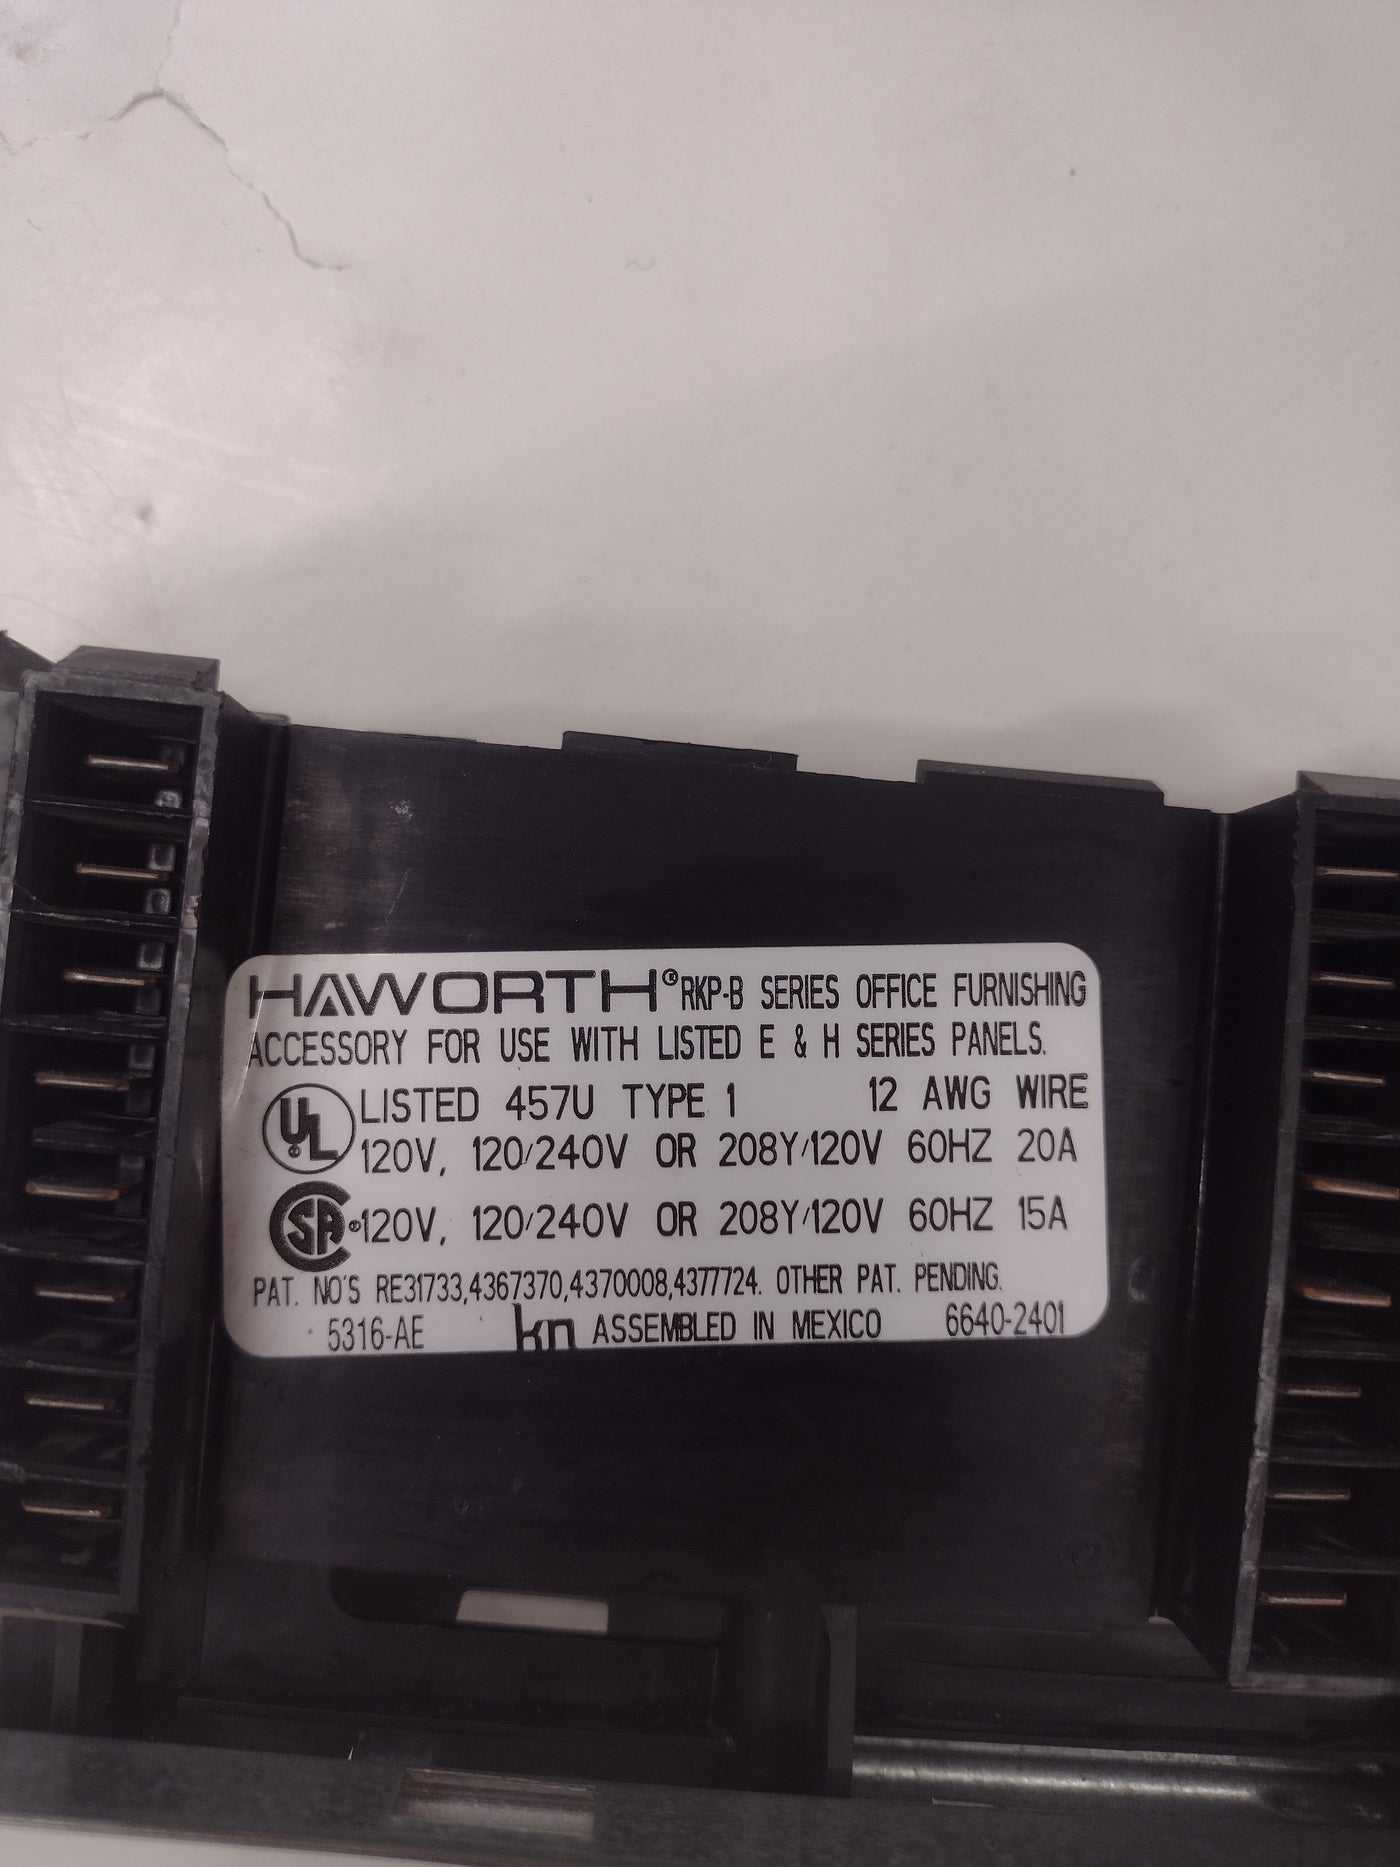 HAWORTH® RKP-B SERIES OFFICE FURNISHING
ACCESSORY FOR USE WITH LISTED E & H SERIES PANELS.
UL® LISTED 457U TYPE 1 12 AWG WIRE
120V, 120/240V OR 208Y/120V 60HZ 20A
SA® 120V, 120/240V OR 208Y/120V 60HZ 15A
PAT. NO'S RE31733,4367370,4370008,4377724. OTHER PAT. PENDING.
5316-AE kn ASSEMBLED IN MEXICO 6640-2401